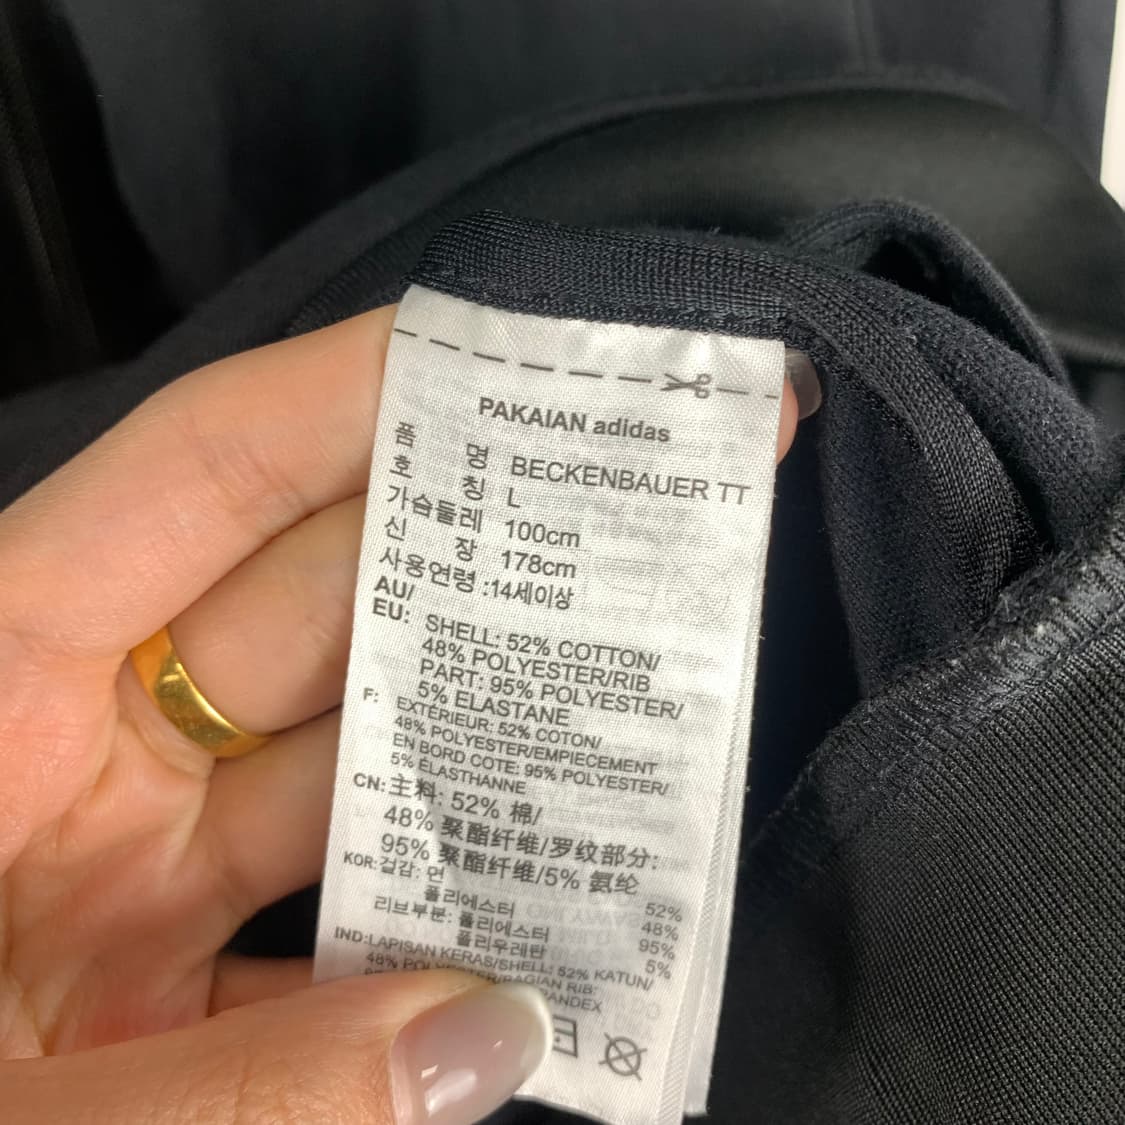 PAKAIAN adidas
품 명 BECKENBAUER TT
호 칭 L
가슴둘레 100cm
신 장 178cm
사용연령 :14세이상
AU/
EU: SHELL: 52% COTTON/
48% POLYESTER/RIB
PART: 95% POLYESTER/
5% ELASTANE
F: EXTÉRIEUR: 52% COTON/
48% POLYESTER/EMPIECEMENT
EN BORD COTE: 95% POLYESTER/
5% ÉLASTHANNE
CN: 主料: 52% 棉/
48% 聚酯纤维/罗纹部分:
95% 聚酯纤维/5% 氨纶
KOR: 겉감: 면 52%
폴리에스터 48%
리브부분: 폴리에스터 95%
폴리우레탄 5%
IND: LAPISAN KERAS/SHELL: 52% KATUN/
48% RIB: